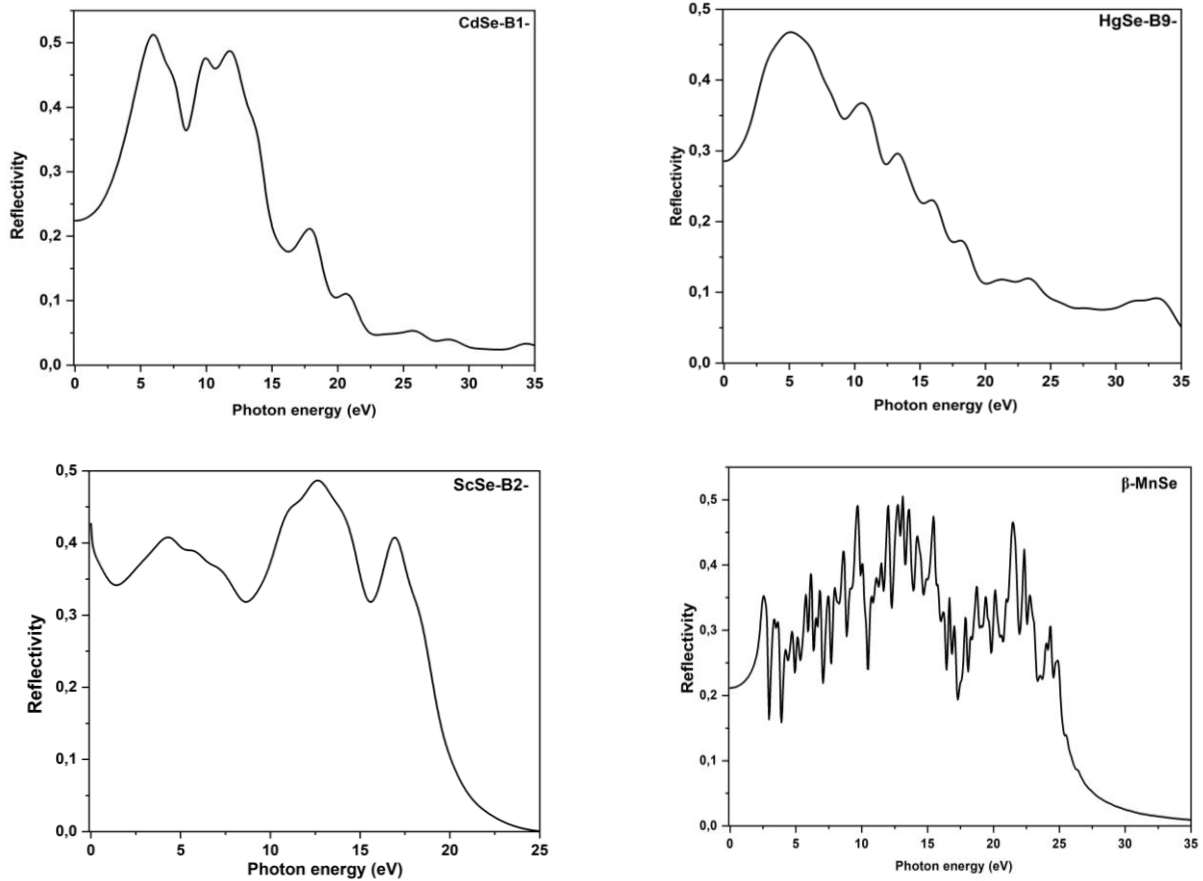 CdSe-B1-
0,5
0,4
0,3
0,2
0,1
0,0
Reflectivity
0 5 10 15 20 25 30 35
Photon energy (eV)
HgSe-B9-
0,5
0,4
0,3
0,2
0,1
0,0
Reflectivity
0 5 10 15 20 25 30 35
Photon energy (eV)
ScSe-B2-
0,5
0,4
0,3
0,2
0,1
0,0
Reflectivity
0 5 10 15 20 25
Photon energy (eV)
β-MnSe
0,5
0,4
0,3
0,2
0,1
0,0
Reflectivity
0 5 10 15 20 25 30 35
Photon energy (eV)